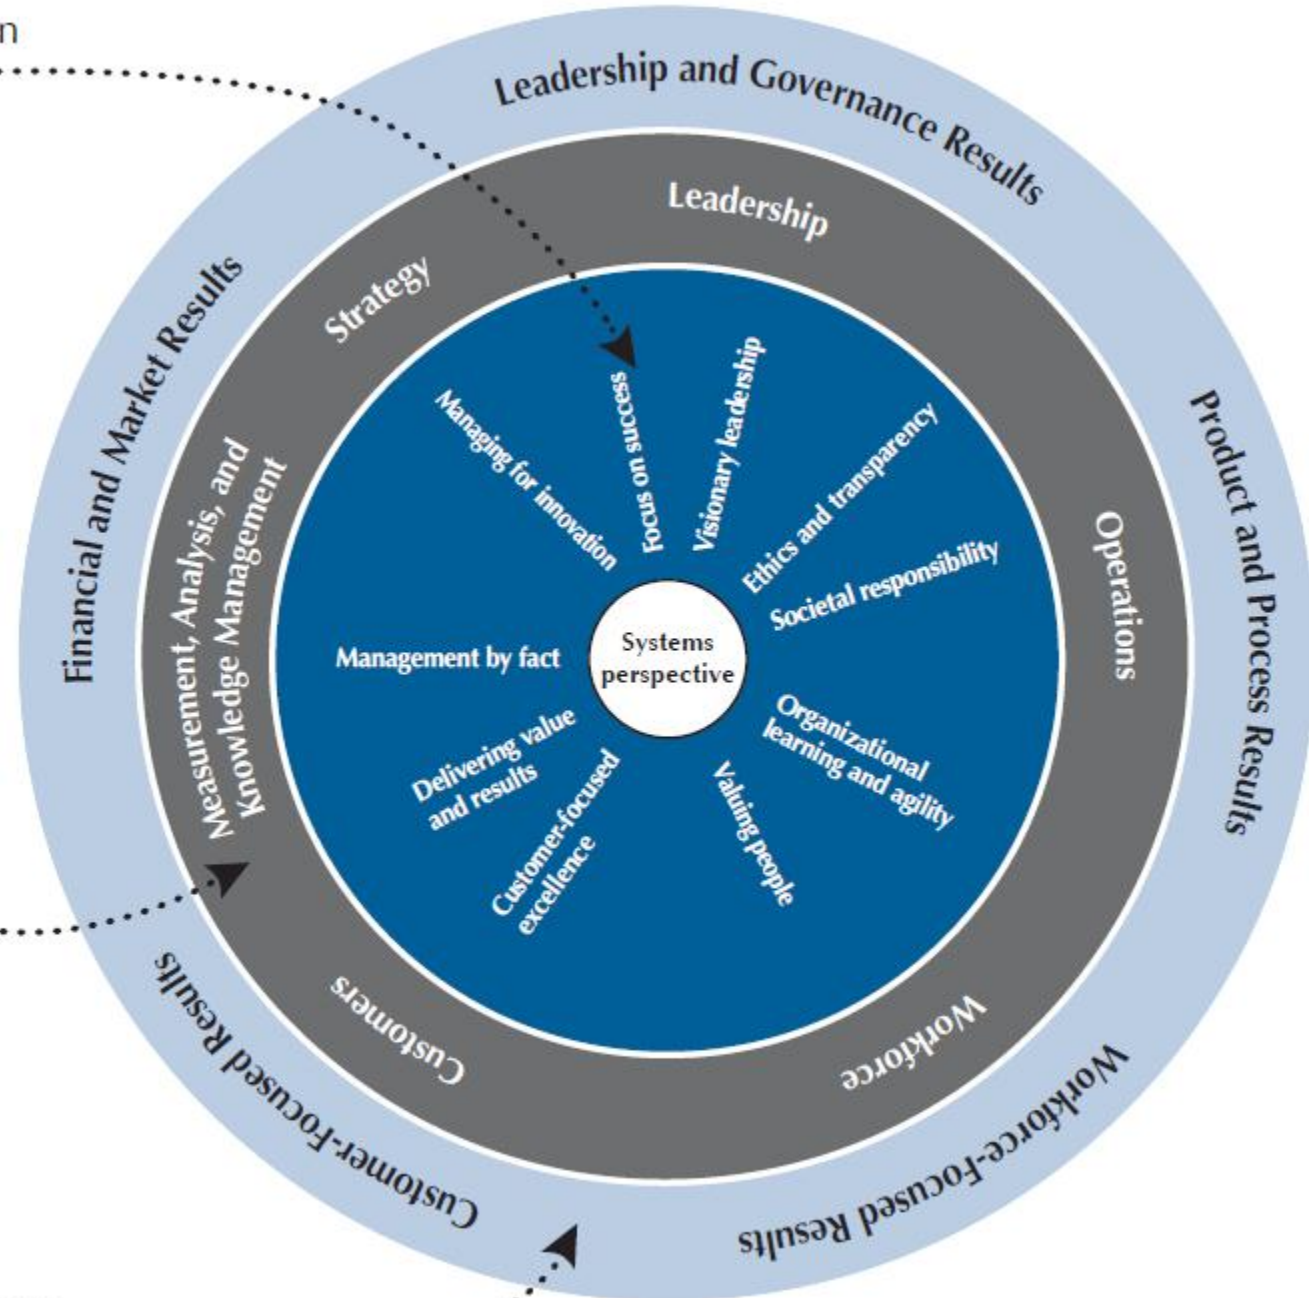 n
Leadership and Governance Results
Product and Process Results
Workforce-Focused Results
Customer-Focused Results
Financial and Market Results
Leadership
Operations
Workforce
Customers
Measurement, Analysis, and
Knowledge Management
Strategy
Focus on success
Visionary leadership
Ethics and transparency
Societal responsibility
Organizational
learning and agility
Valuing people
Customer-focused
excellence
Delivering value
and results
Management by fact
Managing for innovation
Systems
perspective